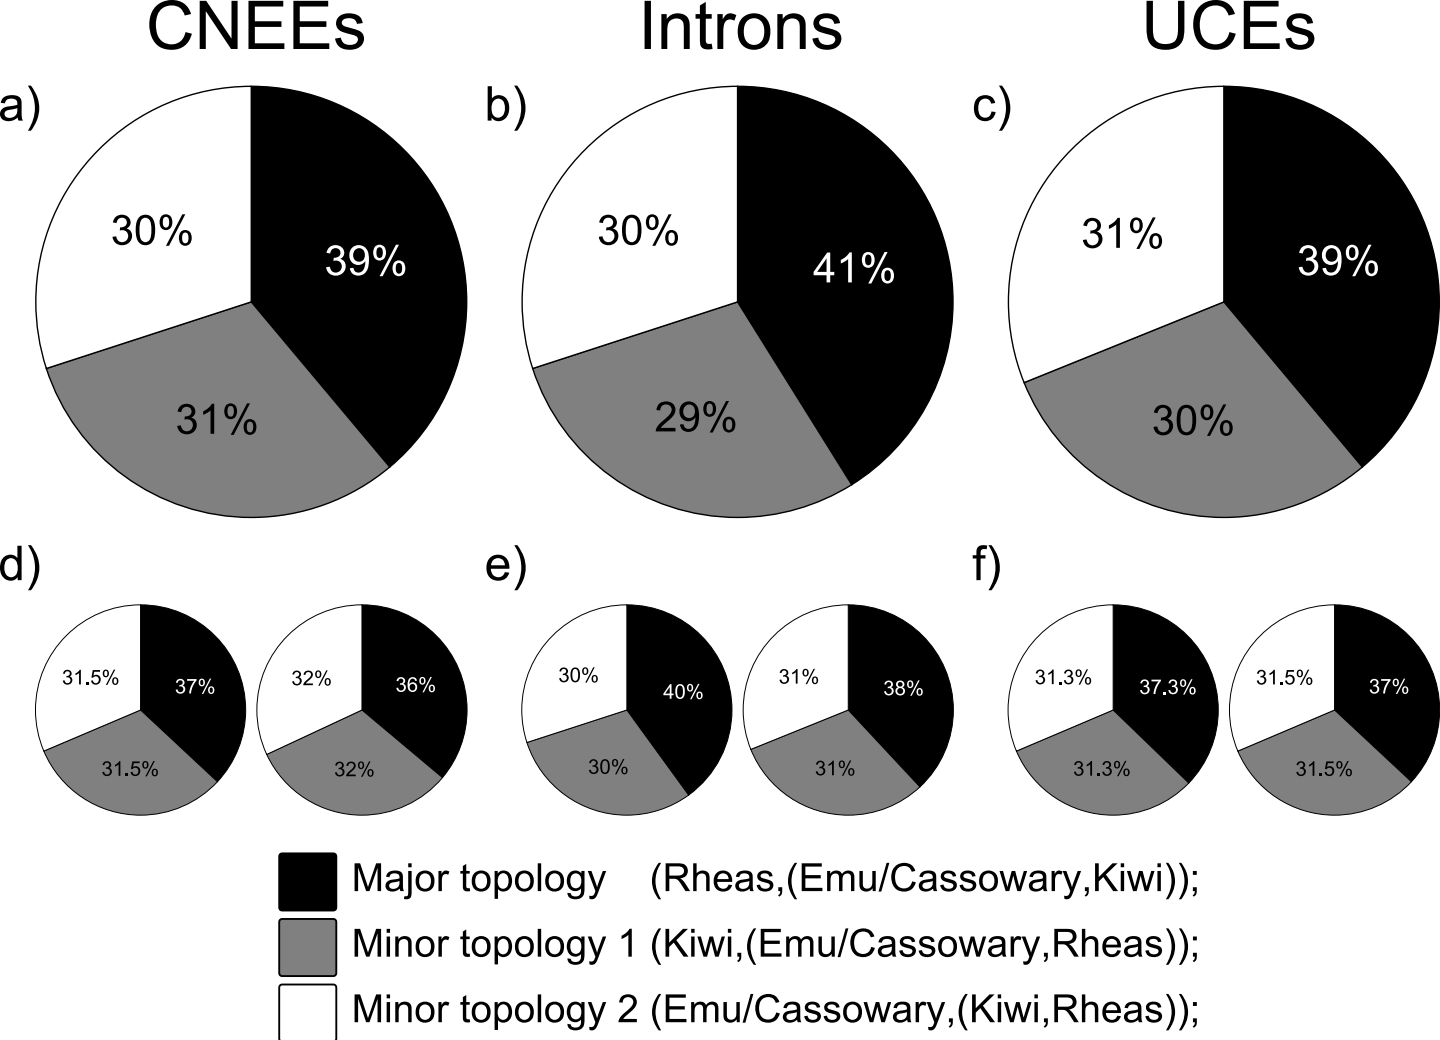 CNEEs Introns UCEs
a) b) c)
30% 39% 30% 41% 31% 39%
31% 29% 30%
d) e) f)
31.5% 37% 32% 36% 30% 40% 31% 38% 31.3% 37.3% 31.5% 37%
31.5% 32% 30% 31% 31.3% 31.5%
Major topology (Rheas,(Emu/Cassowary,Kiwi));
Minor topology 1 (Kiwi,(Emu/Cassowary,Rheas));
Minor topology 2 (Emu/Cassowary,(Kiwi,Rheas));